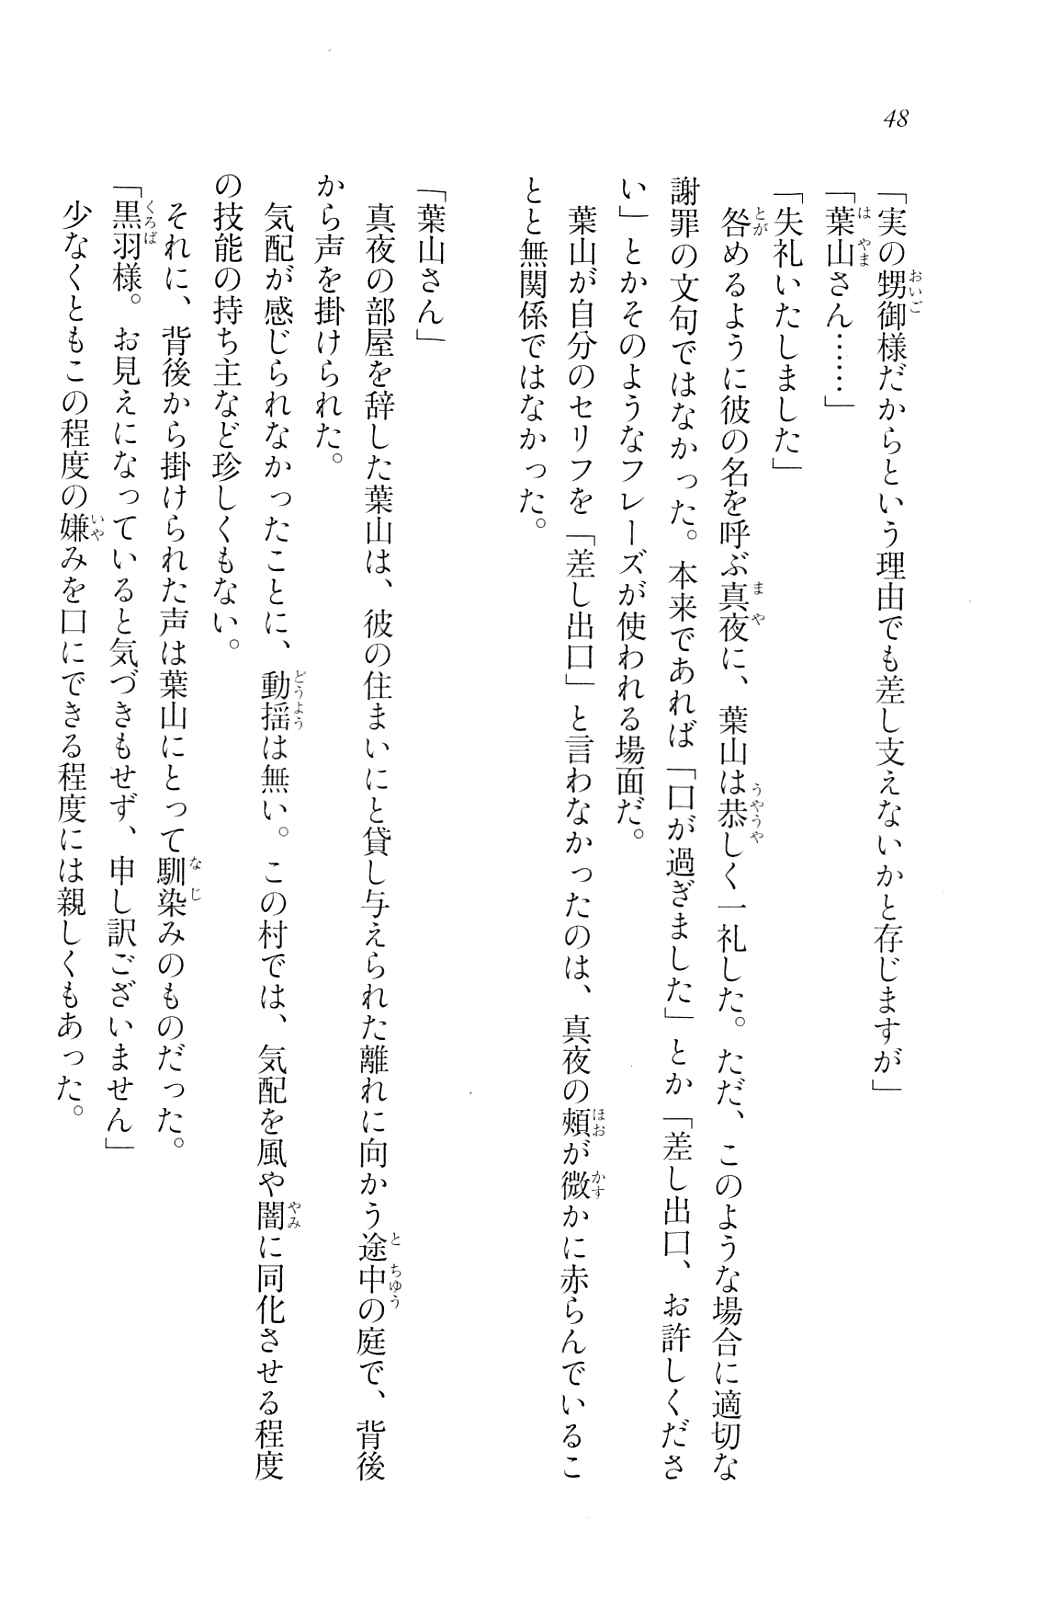 48
「実の甥御様だからという理由でも差し支えないかと存じますが」
「葉山さん……」
「失礼いたしました」
　咎めるように彼の名を呼ぶ真夜に、葉山は恭しく一礼した。ただ、このような場合に適切な
謝罪の文句ではなかった。本来であれば「口が過ぎました」とか「差し出口、お許しくださ
い」とかそのようなフレーズが使われる場面だ。
　葉山が自分のセリフを「差し出口」と言わなかったのは、真夜の頰が微かに赤らんでいるこ
とと無関係ではなかった。
「葉山さん」
　真夜の部屋を辞した葉山は、彼の住まいにと貸し与えられた離れに向かう途中の庭で、背後
から声を掛けられた。
　気配が感じられなかったことに、動揺は無い。この村では、気配を風や闇に同化させる程度
の技能の持ち主など珍しくもない。
　それに、背後から掛けられた声は葉山にとって馴染みのものだった。
「黒羽様。お見えになっていると気づきもせず、申し訳ございません」
　少なくともこの程度の嫌みを口にできる程度には親しくもあった。